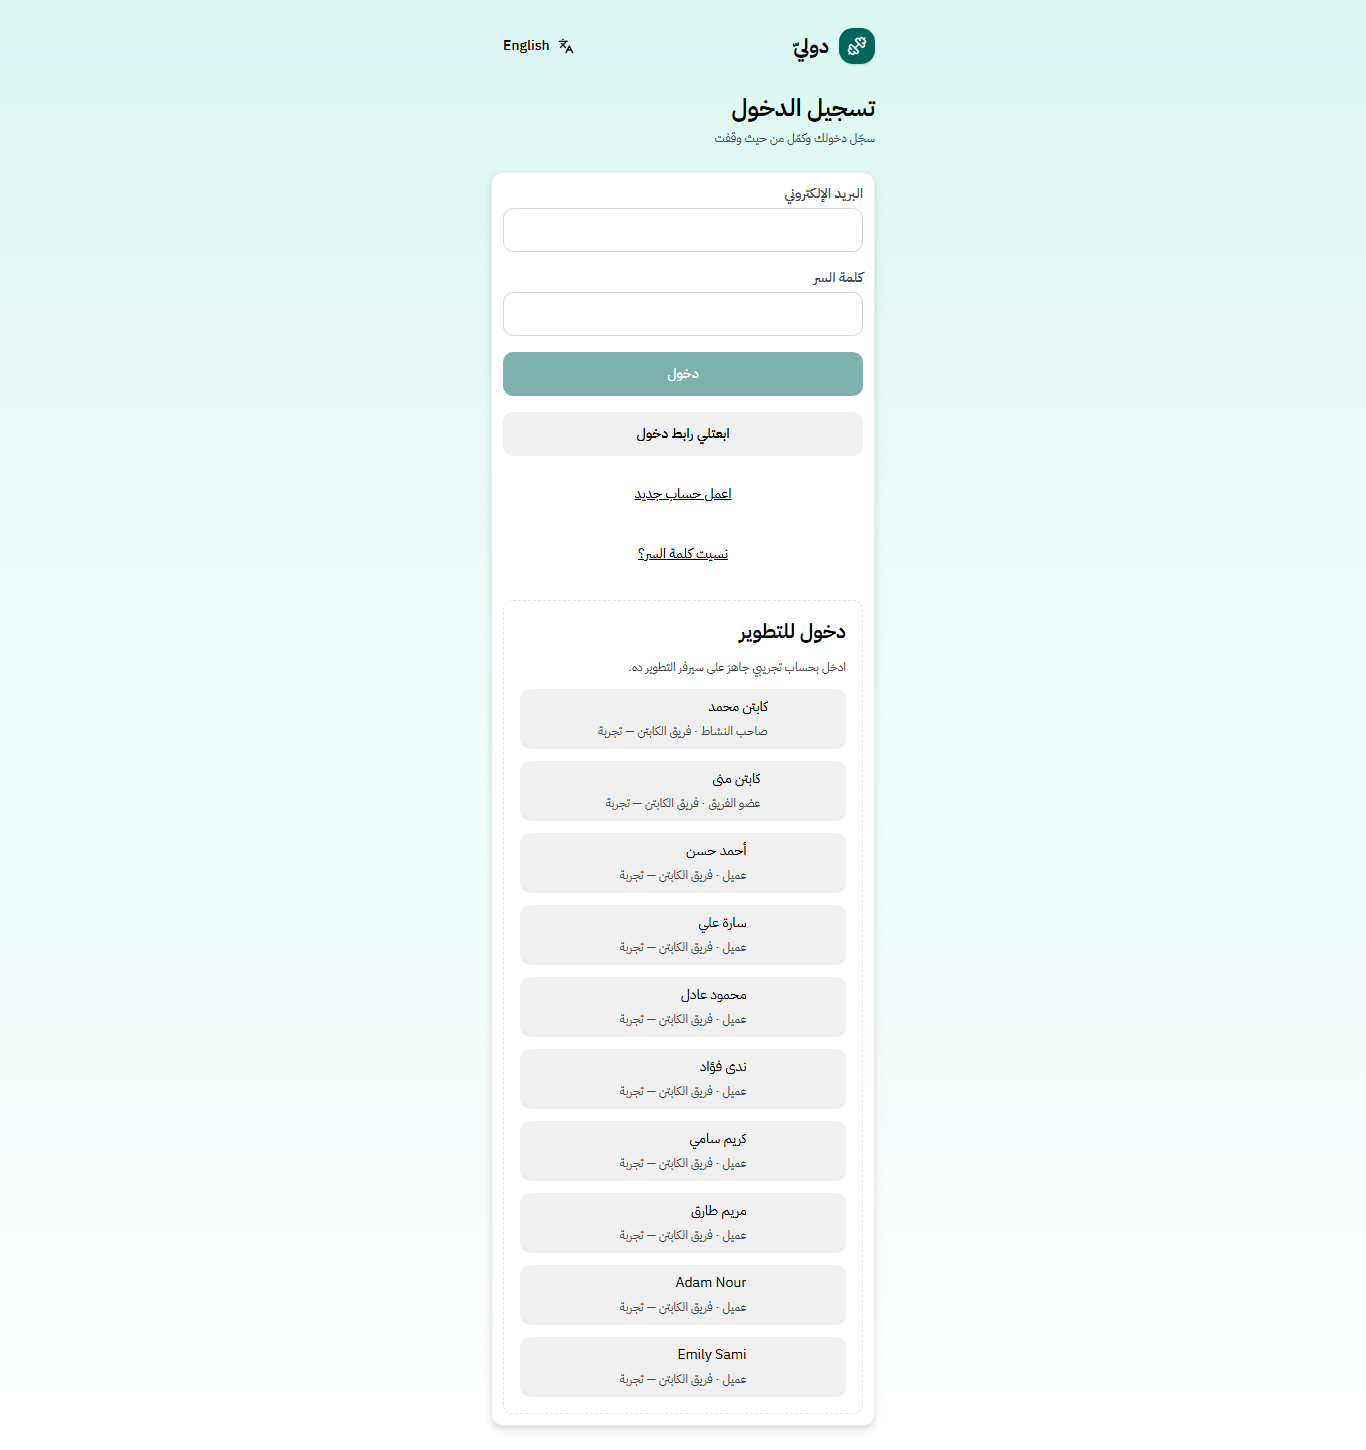 دوليّ
English
تسجيل الدخول
سجّل دخولك وكمّل من حيث وقفت
البريد الإلكتروني
كلمة السر
دخول
ابعتلي رابط دخول
اعمل حساب جديد
نسيت كلمة السر؟
دخول للتطوير
ادخل بحساب تجريبي جاهز على سيرفر التطوير ده.
كابتن محمد
صاحب النشاط · فريق الكابتن — تجربة
كابتن منى
عضو الفريق · فريق الكابتن — تجربة
أحمد حسن
عميل · فريق الكابتن — تجربة
سارة علي
عميل · فريق الكابتن — تجربة
محمود عادل
عميل · فريق الكابتن — تجربة
ندى فؤاد
عميل · فريق الكابتن — تجربة
كريم سامي
عميل · فريق الكابتن — تجربة
مريم طارق
عميل · فريق الكابتن — تجربة
Adam Nour
عميل · فريق الكابتن — تجربة
Emily Sami
عميل · فريق الكابتن — تجربة